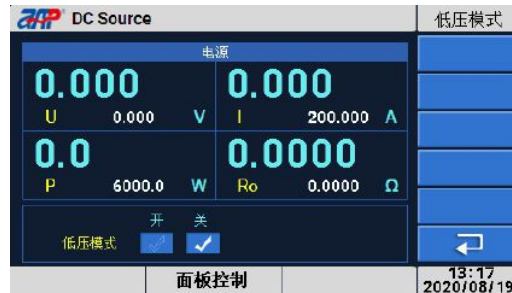 AAP DC Source 低压模式
电源
0.000 0.000
U 0.000 V I 200.000 A
0.0 0.0000
P 6000.0 W Ro 0.0000 Ω
开 关
低压模式
面板控制
13:17
2020/08/19